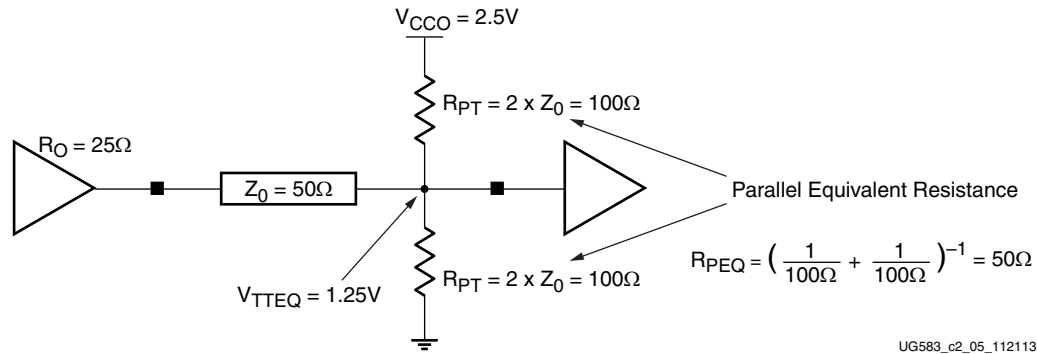 V_CCO = 2.5V
R_PT = 2 x Z_0 = 100Ω
R_O = 25Ω
Z_0 = 50Ω
Parallel Equivalent Resistance
R_PEQ = ( 1/100Ω + 1/100Ω )^–1 = 50Ω
R_PT = 2 x Z_0 = 100Ω
V_TTEQ = 1.25V
UG583_c2_05_112113